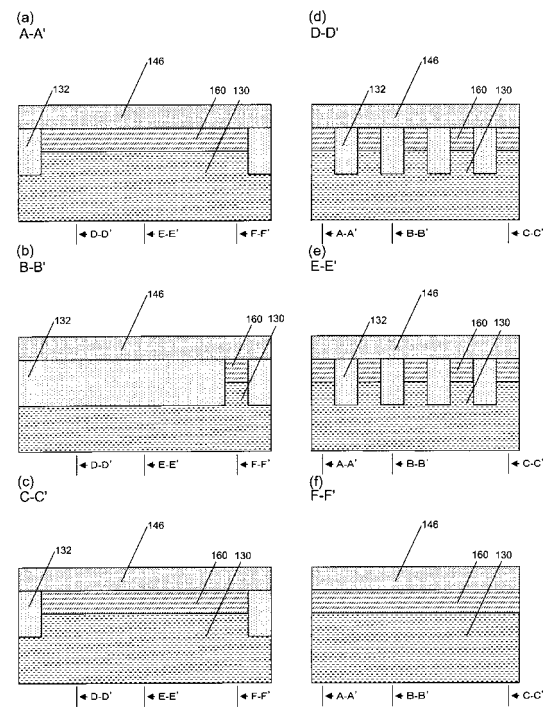 (a)
A-A'
132
146
160
130
D-D'
E-E'
F-F'
(b)
B-B'
132
146
160
130
D-D'
E-E'
F-F'
(c)
C-C'
132
146
160
130
D-D'
E-E'
F-F'
(d)
D-D'
146
132
160
130
A-A'
B-B'
C-C'
(e)
E-E'
146
132
160
130
A-A'
B-B'
C-C'
(f)
F-F'
146
160
130
A-A'
B-B'
C-C'